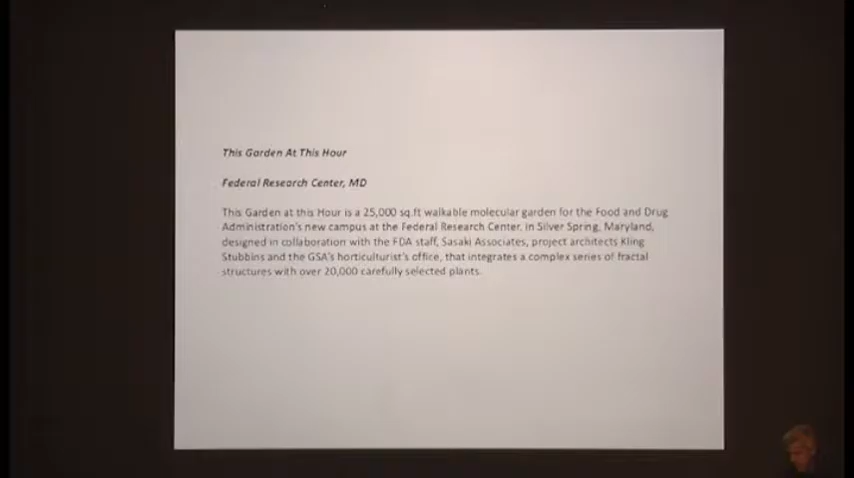 This Garden At This Hour
Federal Research Center, MD
This Garden at this Hour is a 25,000 sq.ft walkable molecular garden for the Food and Drug
Administration's new campus at the Federal Research Center, in Silver Spring, Maryland,
designed in collaboration with the FDA staff, Sasaki Associates, project architects Kling
Stubbins and the GSA's horticulturist's office, that integrates a complex series of fractal
structures with over 20,000 carefully selected plants.